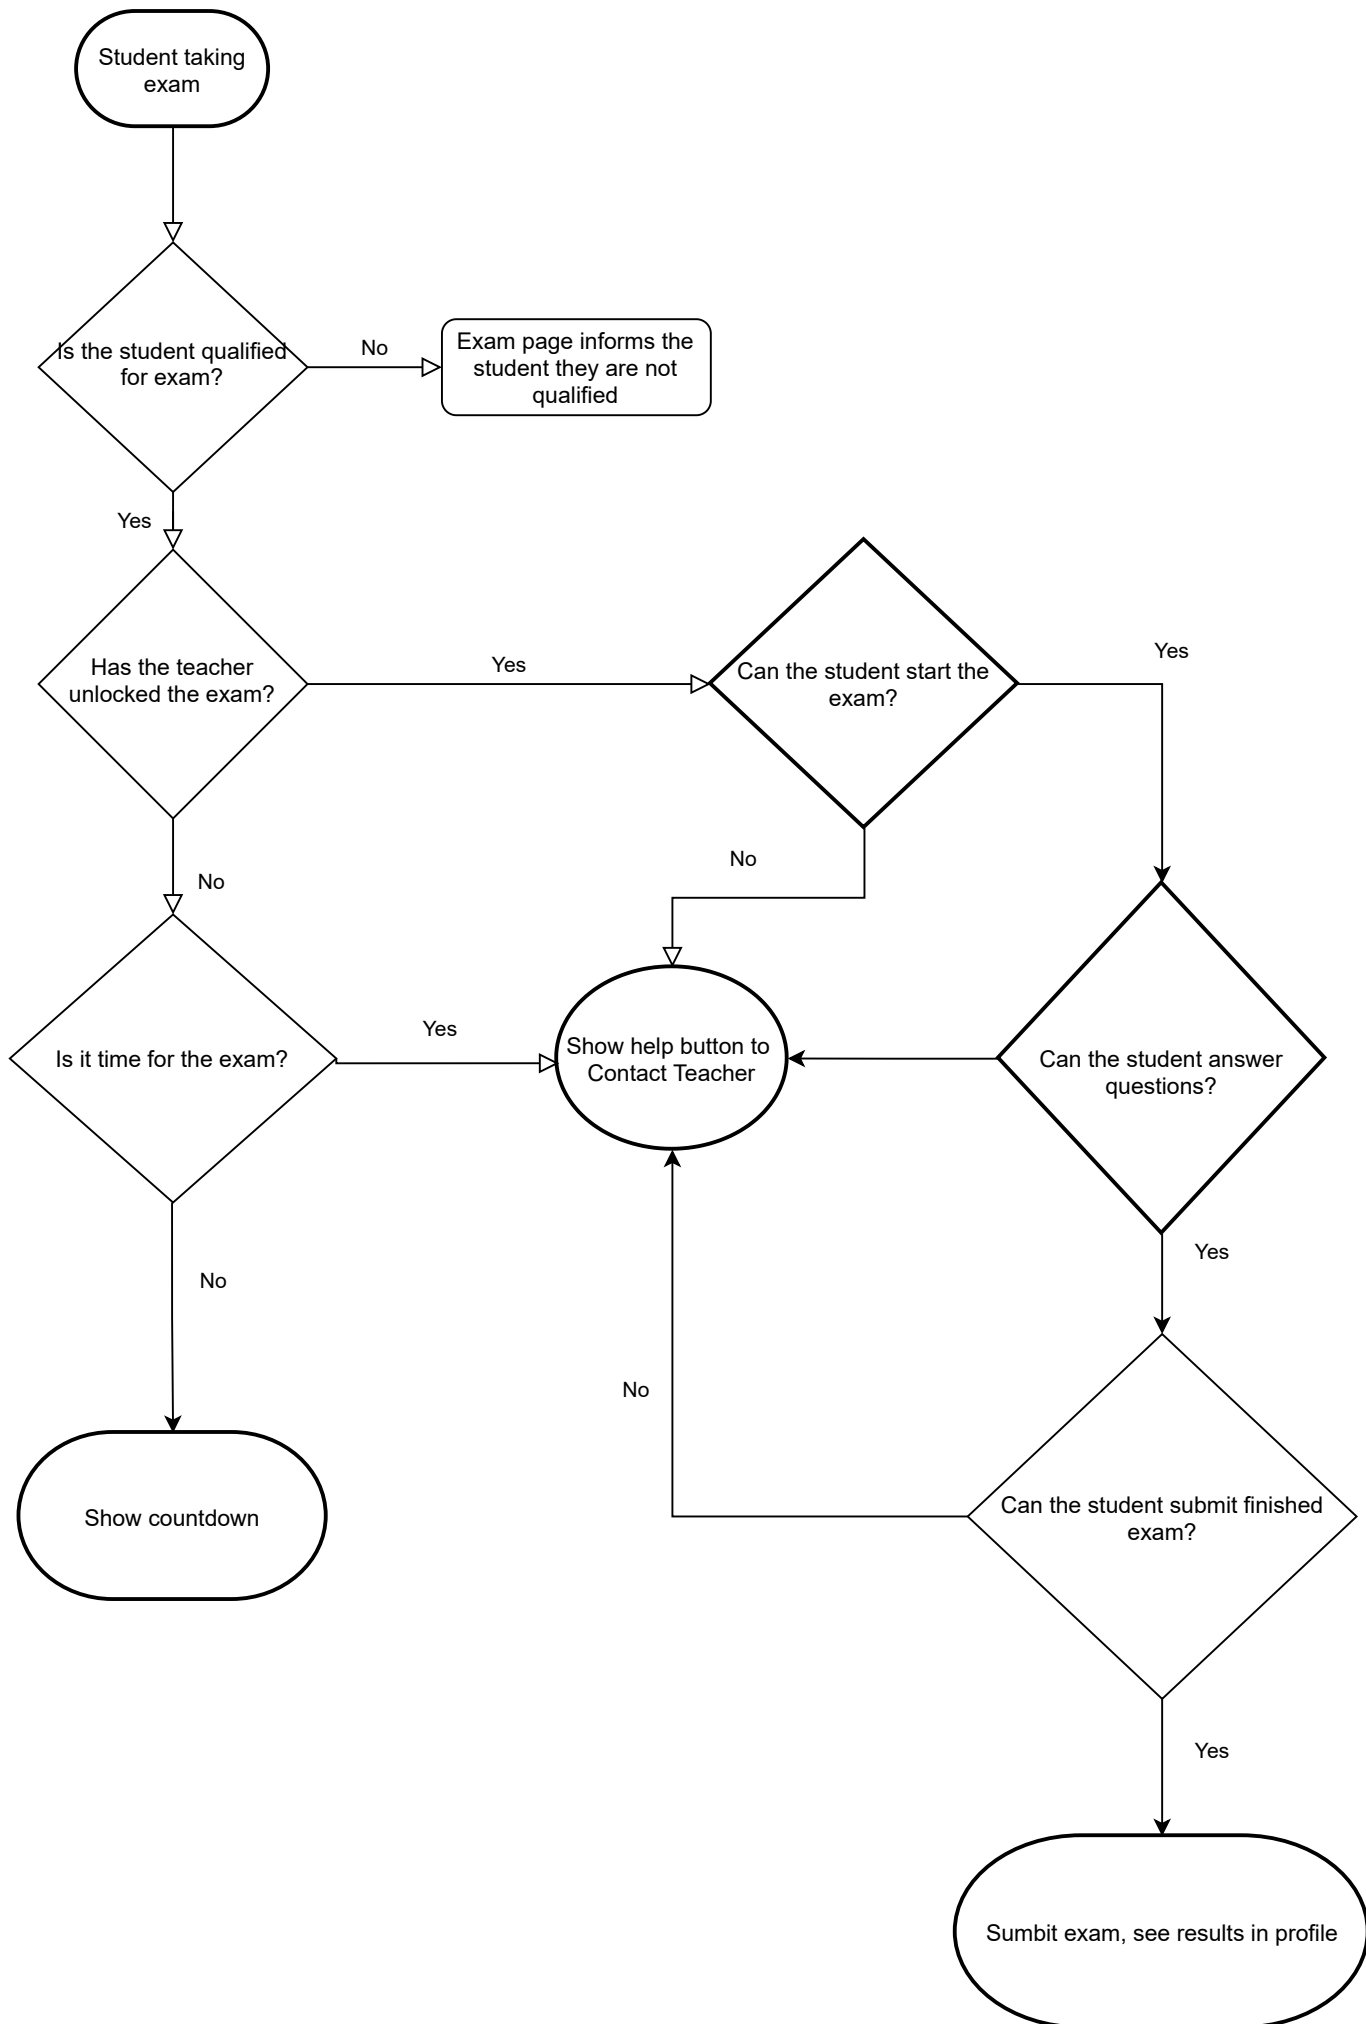 Student taking
exam
Is the student qualified
for exam?
No
Exam page informs the
student they are not
qualified
Yes
Has the teacher
unlocked the exam?
Yes
Can the student start the
exam?
Yes
No
No
Is it time for the exam?
Yes
Show help button to
Contact Teacher
Can the student answer
questions?
Yes
No
No
Show countdown
Can the student submit finished
exam?
Yes
Sumbit exam, see results in profile